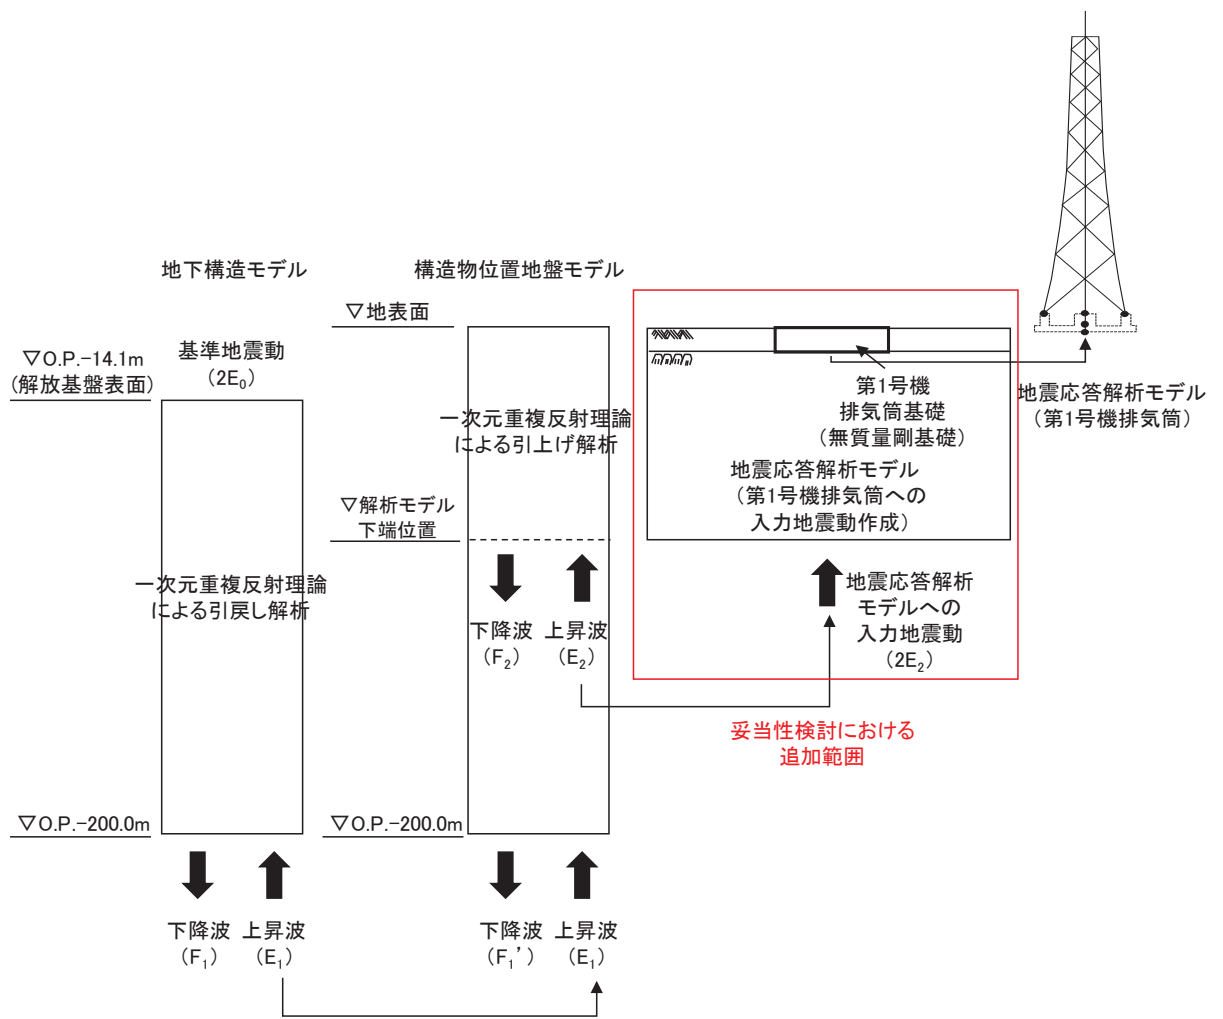 地下構造モデル
▽O.P.-14.1m
(解放基盤表面)
基準地震動
(2E₀)
一次元重複反射理論
による引戻し解析
▽O.P.-200.0m
下降波
(F₁)
上昇波
(E₁)
構造物位置地盤モデル
▽地表面
一次元重複反射理論
による引上げ解析
▽解析モデル
下端位置
下降波
(F₂)
上昇波
(E₂)
▽O.P.-200.0m
下降波
(F₁’)
上昇波
(E₁)
第1号機
排気筒基礎
(無質量剛基礎)
地震応答解析モデル
(第1号機排気筒への
入力地震動作成)
地震応答解析
モデルへの
入力地震動
(2E₂)
妥当性検討における
追加範囲
地震応答解析モデル
(第1号機排気筒)